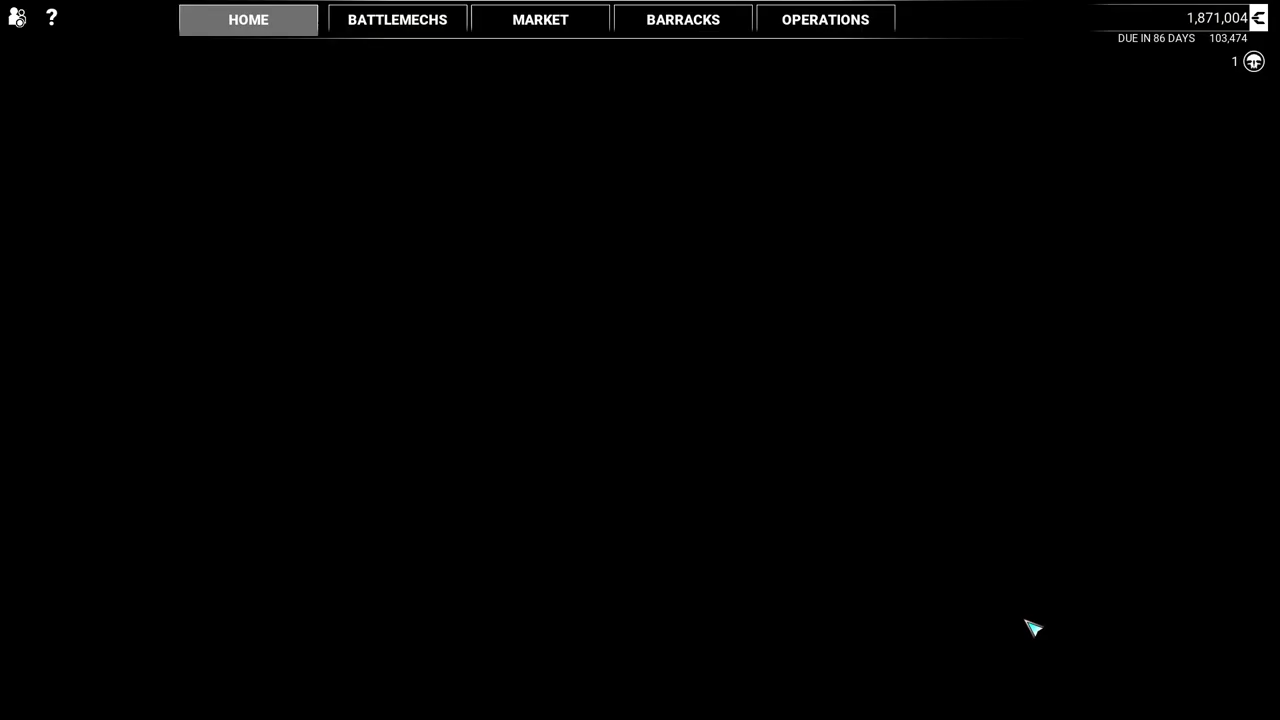 ?
HOME
BATTLEMECHS
MARKET
BARRACKS
OPERATIONS
1,871,004
DUE IN 86 DAYS 103,474
1